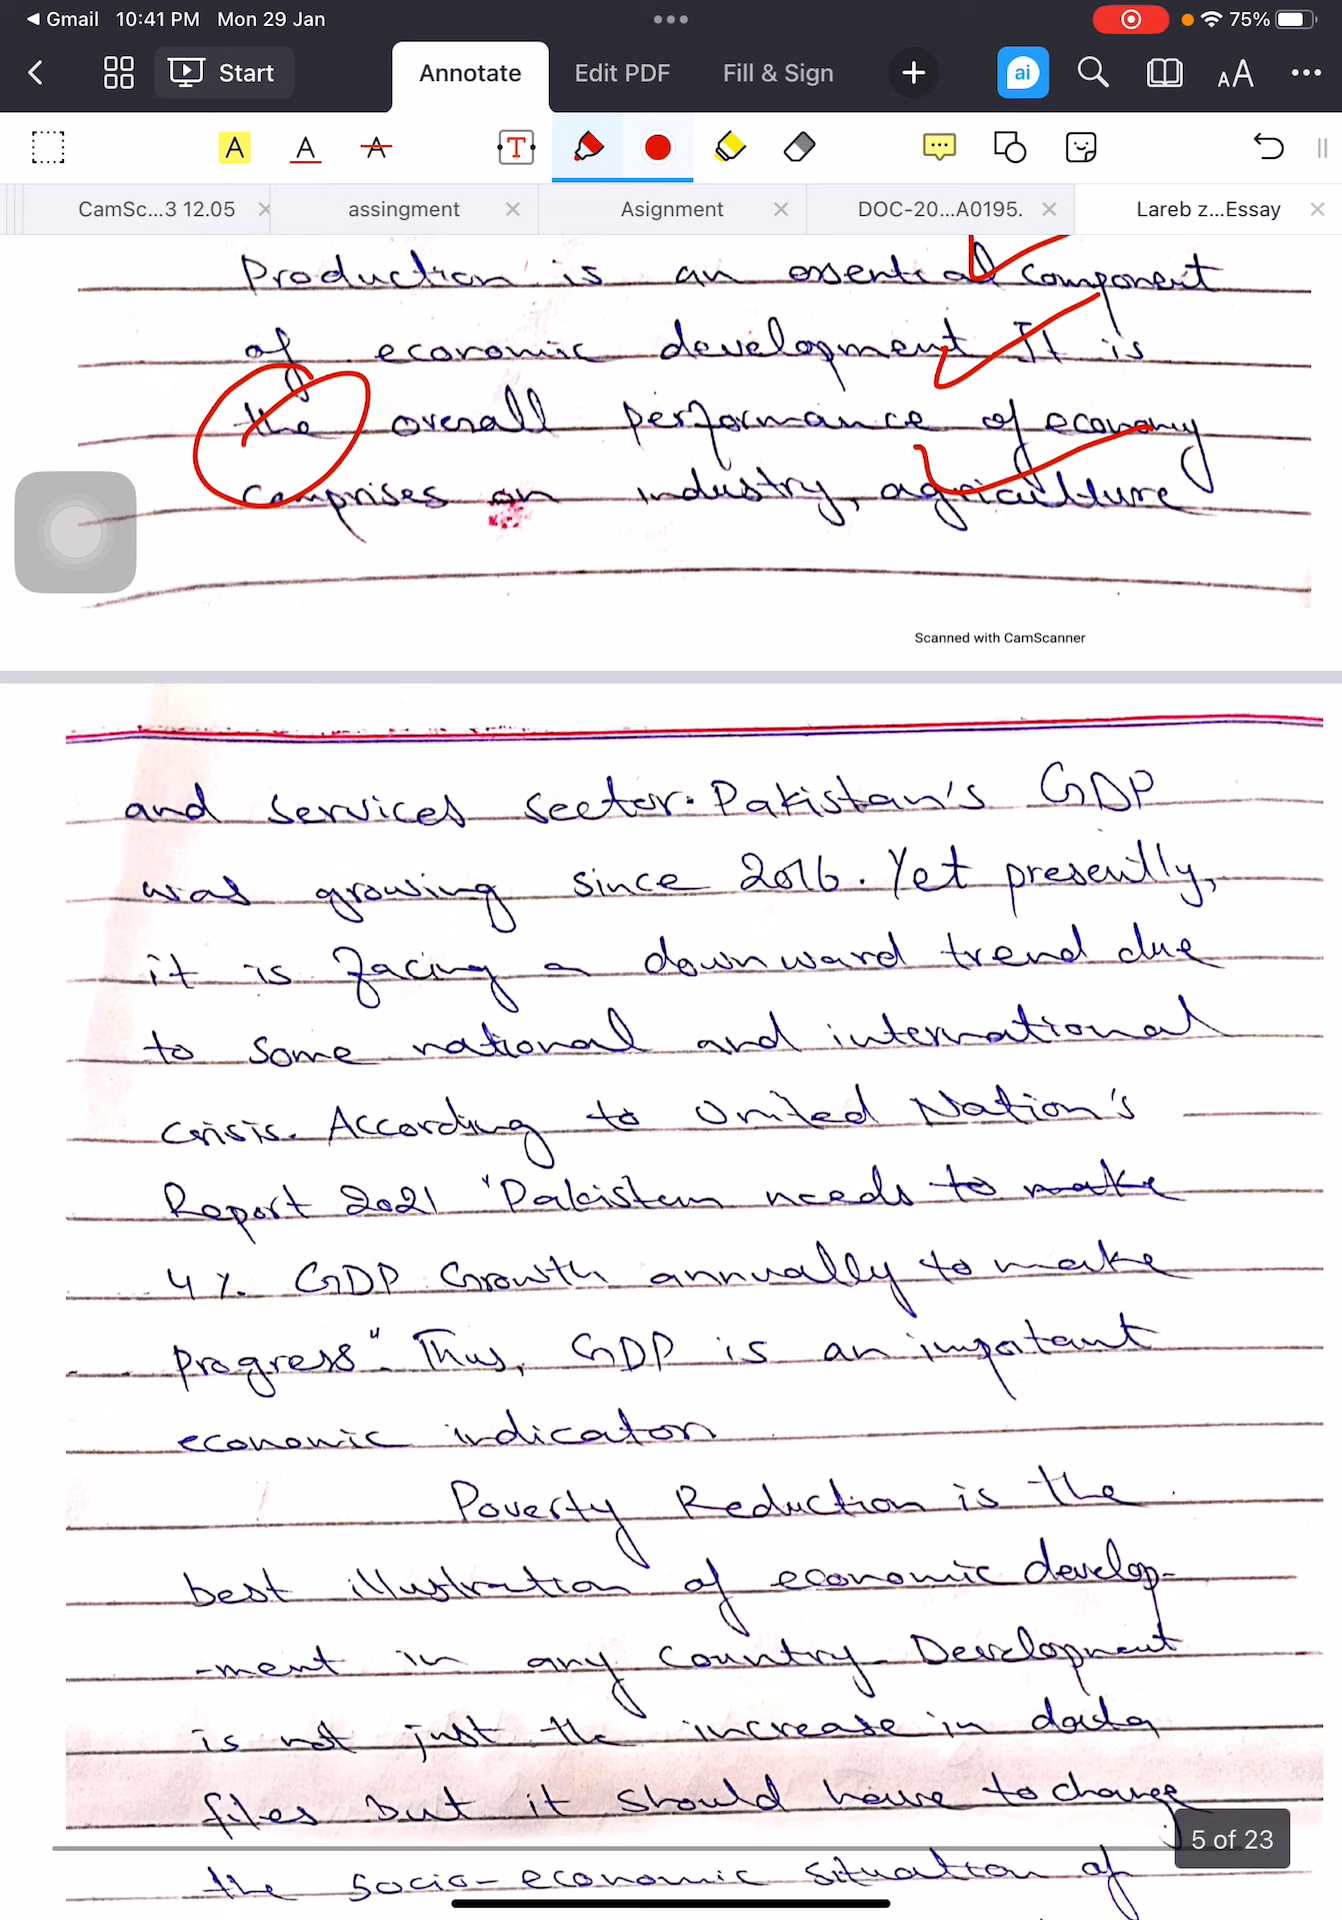 Gmail 10:41 PM Mon 29 Jan 75%
Start Annotate Edit PDF Fill & Sign ai AA
A A A T
CamSc...3 12.05 assingment Asignment DOC-20...A0195. Lareb z...Essay
Production is an essential component
of economic development It is
the overall performance of economy
comprises on industry, agriculture
Scanned with CamScanner
and services sector. Pakistan's GDP
was growing since 2016. Yet presently,
it is facing a downward trend due
to some national and international
crisis. According to United Nation's
Report 2021 "Pakistan needs to make
4% GDP Growth annually to make
progress". Thus, GDP is an important
economic indicator
Poverty Reduction is the
best illustration of economic develop-
-ment in any country. Development
is not just the increase in data
files but it should have to change
5 of 23
the socio-economic situation of